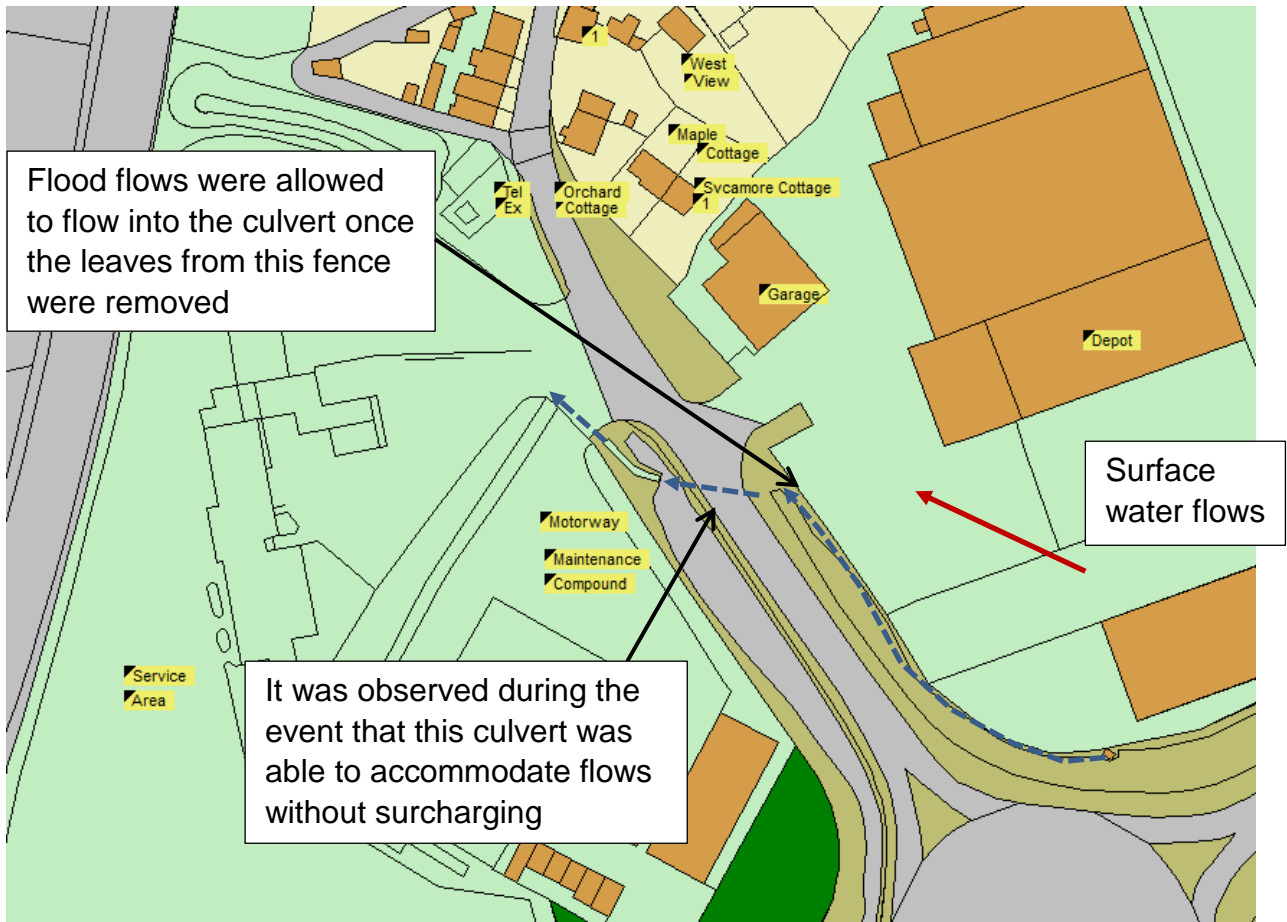 1
West
View
Maple
Cottage
Flood flows were allowed
to flow into the culvert once
the leaves from this fence
were removed
Tel
Ex
Orchard
Cottage
Sycamore Cottage
1
Garage
Depot
Surface
water flows
Motorway
Maintenance
Compound
Service
Area
It was observed during the
event that this culvert was
able to accommodate flows
without surcharging